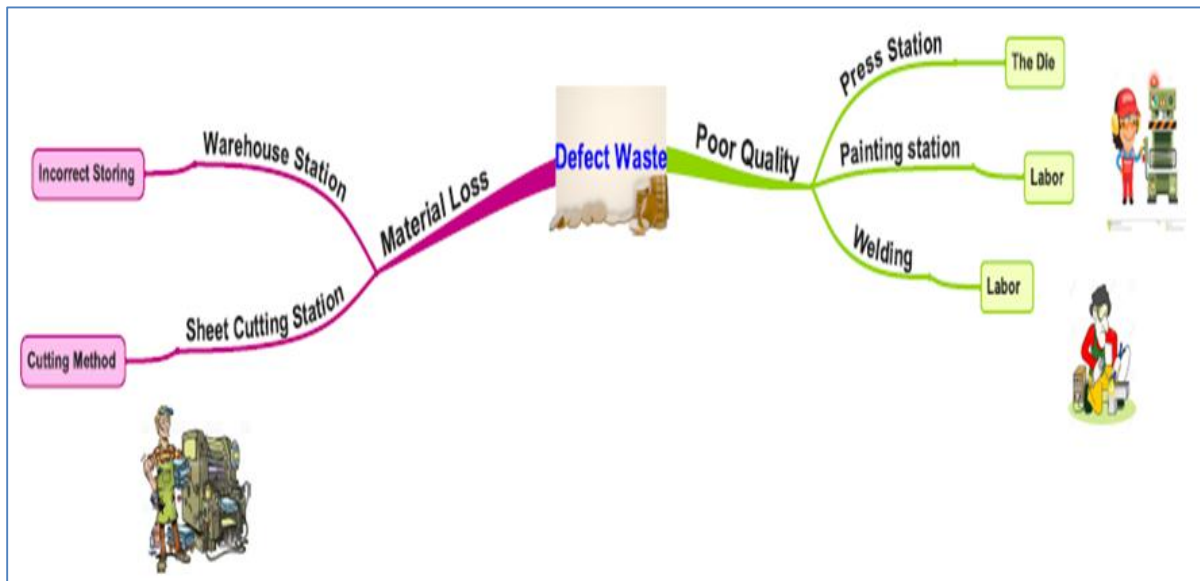 Defect Waste
Poor Quality
Press Station
The Die
Painting station
Labor
Welding
Labor
Material Loss
Warehouse Station
Incorrect Storing
Sheet Cutting Station
Cutting Method